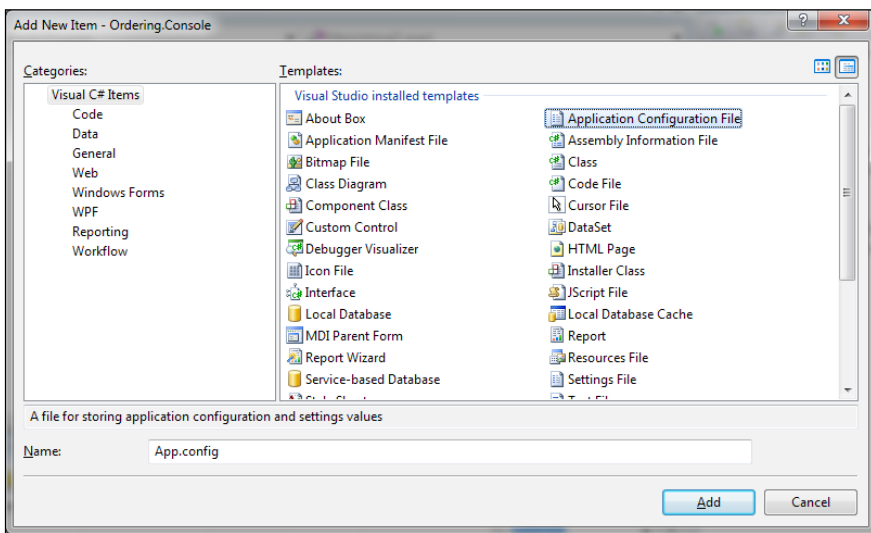 Add New Item - Ordering.Console
Categories:
Templates:
Visual C# Items
Code
Data
General
Web
Windows Forms
WPF
Reporting
Workflow
Visual Studio installed templates
About Box
Application Configuration File
Application Manifest File
Assembly Information File
Bitmap File
Class
Class Diagram
Code File
Component Class
Cursor File
Custom Control
DataSet
Debugger Visualizer
HTML Page
Icon File
Installer Class
Interface
JScript File
Local Database
Local Database Cache
MDI Parent Form
Report
Report Wizard
Resources File
Service-based Database
Settings File
A file for storing application configuration and settings values
Name:
App.config
Add
Cancel